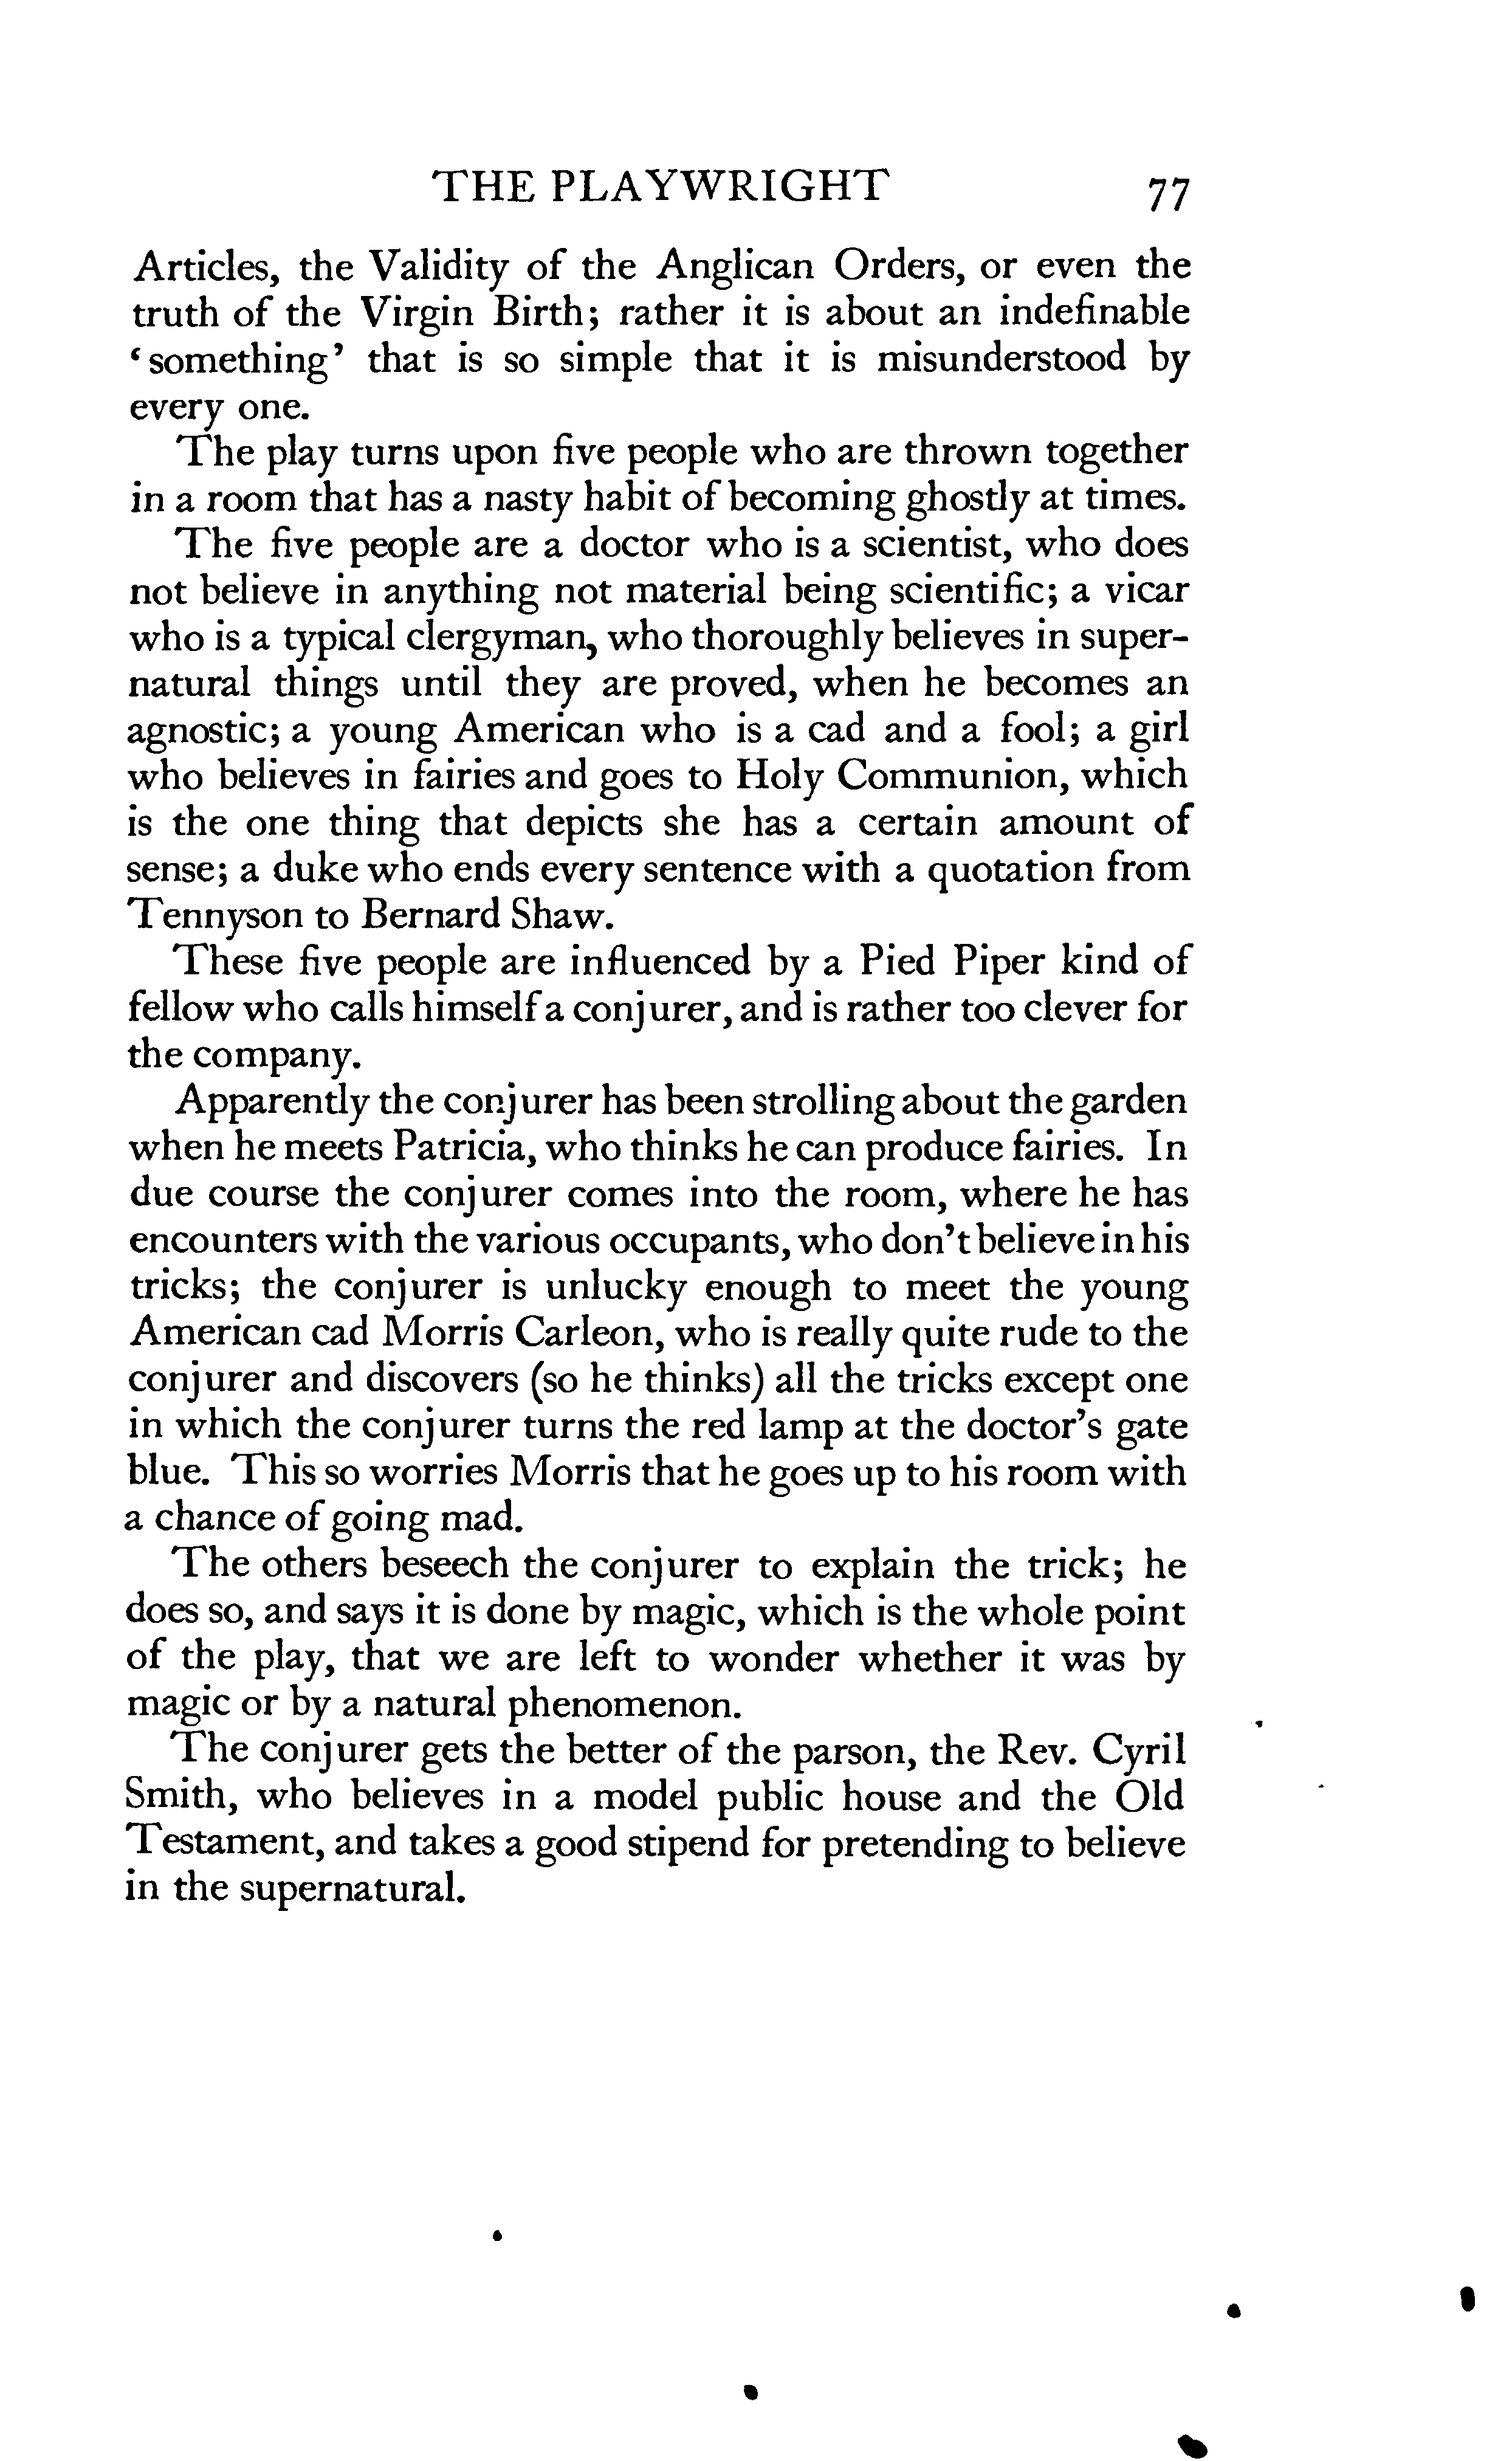 THE PLAYWRIGHT 77
Articles, the Validity of the Anglican Orders, or even the
truth of the Virgin Birth; rather it is about an indefinable
‘something’ that is so simple that it is misunderstood by
every one.
The play turns upon five people who are thrown together
in a room that has a nasty habit of becoming ghostly at times.
The five people are a doctor who is a scientist, who does
not believe in anything not material being scientific; a vicar
who is a typical clergyman, who thoroughly believes in super-
natural things until they are proved, when he becomes an
agnostic; a young American who is a cad and a fool; a girl
who believes in fairies and goes to Holy Communion, which
is the one thing that depicts she has a certain amount of
sense; a duke who ends every sentence with a quotation from
Tennyson to Bernard Shaw.
These five people are influenced by a Pied Piper kind of
fellow who calls himself a conjurer, and is rather too clever for
the company.
Apparently the conjurer has been strolling about the garden
when he meets Patricia, who thinks he can produce fairies. In
due course the conjurer comes into the room, where he has
encounters with the various occupants, who don’t believe in his
tricks; the conjurer is unlucky enough to meet the young
American cad Morris Carleon, who is really quite rude to the
conjurer and discovers (so he thinks) all the tricks except one
in which the conjurer turns the red lamp at the doctor’s gate
blue. This so worries Morris that he goes up to his room with
a chance of going mad.
The others beseech the conjurer to explain the trick; he
does so, and says it is done by magic, which is the whole point
of the play, that we are left to wonder whether it was by
magic or by a natural phenomenon.
The conjurer gets the better of the parson, the Rev. Cyril
Smith, who believes in a model public house and the Old
Testament, and takes a good stipend for pretending to believe
in the supernatural.